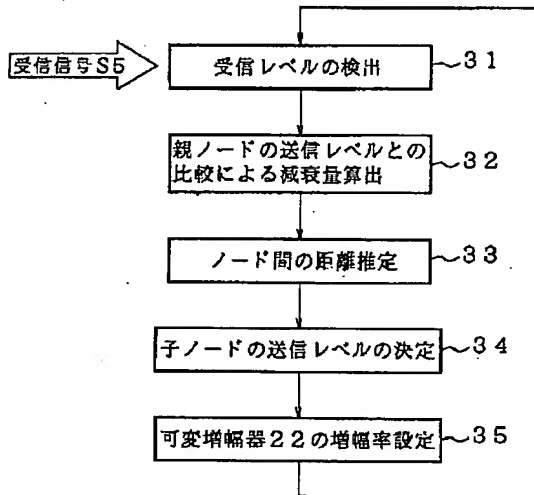 受信信号S5
受信レベルの検出
31
親ノードの送信レベルとの
比較による減衰量算出
32
ノード間の距離推定
33
子ノードの送信レベルの決定
34
可変増幅器22の増幅率設定
35